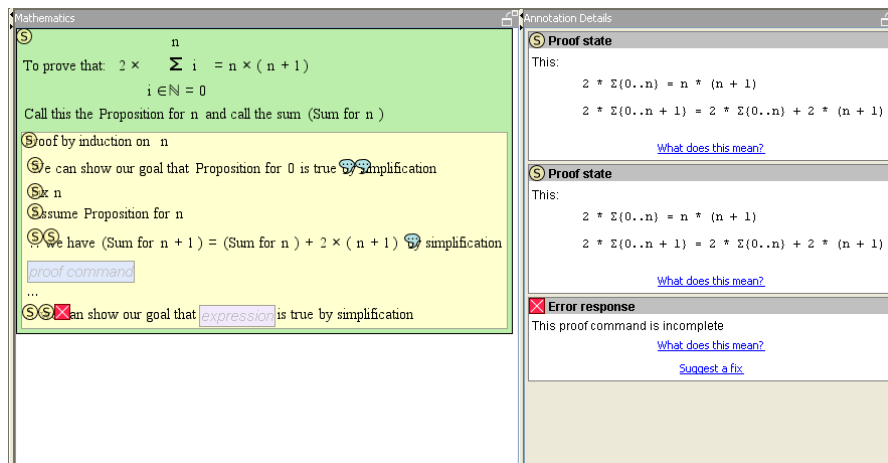 Mathematics
S
n
To prove that: 2 × Σ i = n × ( n + 1 )
i ∈ ℕ = 0
Call this the Proposition for n and call the sum (Sum for n )
S roof by induction on n
S e can show our goal that Proposition for 0 is true by simplification
S ix n
S ssume Proposition for n
S S we have (Sum for n + 1 ) = (Sum for n ) + 2 × ( n + 1 ) by simplification
proof command
...
S S an show our goal that expression is true by simplification
Annotation Details
S Proof state
This:
2 * Σ{0..n} = n * (n + 1)
2 * Σ{0..n + 1} = 2 * Σ{0..n} + 2 * (n + 1)
What does this mean?
S Proof state
This:
2 * Σ{0..n} = n * (n + 1)
2 * Σ{0..n + 1} = 2 * Σ{0..n} + 2 * (n + 1)
What does this mean?
Error response
This proof command is incomplete
What does this mean?
Suggest a fix